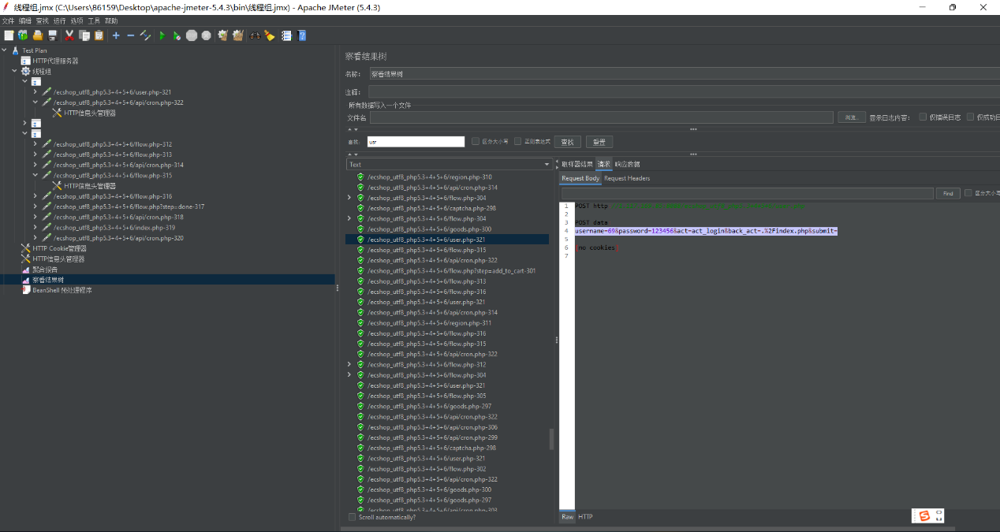 线程组.jmx (C:\Users\86159\Desktop\apache-jmeter-5.4.3\bin\线程组.jmx) - Apache JMeter (5.4.3)
文件 编辑 查找 运行 选项 工具 帮助
Test Plan
HTTP代理服务器
线程组
/ecshop_utf8_php5.3+4+5+6/user.php-321
/ecshop_utf8_php5.3+4+5+6/api/cron.php-322
HTTP信息头管理器
/ecshop_utf8_php5.3+4+5+6/flow.php-312
/ecshop_utf8_php5.3+4+5+6/flow.php-313
/ecshop_utf8_php5.3+4+5+6/api/cron.php-314
/ecshop_utf8_php5.3+4+5+6/flow.php-315
HTTP信息头管理器
/ecshop_utf8_php5.3+4+5+6/flow.php-316
/ecshop_utf8_php5.3+4+5+6/flow.php?step=done-317
/ecshop_utf8_php5.3+4+5+6/api/cron.php-318
/ecshop_utf8_php5.3+4+5+6/index.php-319
/ecshop_utf8_php5.3+4+5+6/api/cron.php-320
HTTP Cookie管理器
HTTP信息头管理器
聚合报告
察看结果树
BeanShell 预处理程序
察看结果树
名称: 察看结果树
注释:
所有数据写入一个文件
文件名 浏览... 显示日志内容: 仅错误日志 仅成功日
查找: usr 区分大小写 正则表达式 查找 重置
Text
/ecshop_utf8_php5.3+4+5+6/region.php-310
/ecshop_utf8_php5.3+4+5+6/api/cron.php-314
/ecshop_utf8_php5.3+4+5+6/flow.php-304
/ecshop_utf8_php5.3+4+5+6/captcha.php-298
/ecshop_utf8_php5.3+4+5+6/flow.php-304
/ecshop_utf8_php5.3+4+5+6/goods.php-300
/ecshop_utf8_php5.3+4+5+6/user.php-321
/ecshop_utf8_php5.3+4+5+6/flow.php-315
/ecshop_utf8_php5.3+4+5+6/api/cron.php-322
/ecshop_utf8_php5.3+4+5+6/flow.php?step=add_to_cart-301
/ecshop_utf8_php5.3+4+5+6/flow.php-313
/ecshop_utf8_php5.3+4+5+6/flow.php-316
/ecshop_utf8_php5.3+4+5+6/user.php-321
/ecshop_utf8_php5.3+4+5+6/api/cron.php-314
/ecshop_utf8_php5.3+4+5+6/region.php-311
/ecshop_utf8_php5.3+4+5+6/flow.php-316
/ecshop_utf8_php5.3+4+5+6/flow.php-315
/ecshop_utf8_php5.3+4+5+6/api/cron.php-322
/ecshop_utf8_php5.3+4+5+6/flow.php-312
/ecshop_utf8_php5.3+4+5+6/flow.php-304
/ecshop_utf8_php5.3+4+5+6/user.php-321
/ecshop_utf8_php5.3+4+5+6/flow.php-305
/ecshop_utf8_php5.3+4+5+6/goods.php-297
/ecshop_utf8_php5.3+4+5+6/api/cron.php-322
/ecshop_utf8_php5.3+4+5+6/api/cron.php-306
/ecshop_utf8_php5.3+4+5+6/api/cron.php-299
/ecshop_utf8_php5.3+4+5+6/captcha.php-298
/ecshop_utf8_php5.3+4+5+6/user.php-321
/ecshop_utf8_php5.3+4+5+6/flow.php-302
/ecshop_utf8_php5.3+4+5+6/api/cron.php-322
/ecshop_utf8_php5.3+4+5+6/goods.php-300
/ecshop_utf8_php5.3+4+5+6/goods.php-297
/ecshop_utf8_php5.3+4+5+6/api/cron.php-303
Scroll automatically?
取样器结果 请求 响应数据
Request Body Request Headers
Find 区分大小写
1 POST http
2
3 POST data
4 username=69&password=123456&act=act_login&back_act=.%2Findex.php&submit=
5
6 [no cookies]
7
Raw HTTP